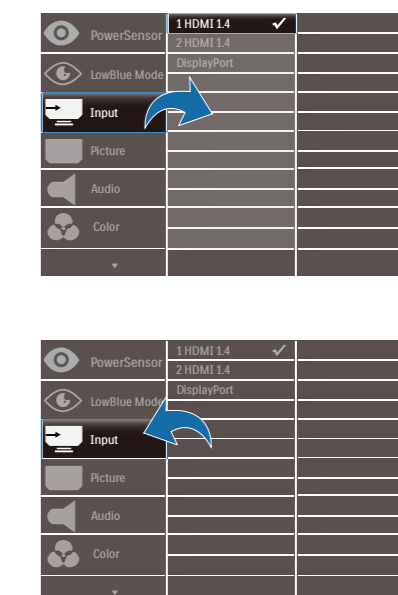 PowerSensor
LowBlue Mode
Input
Picture
Audio
Color
1 HDMI 1.4
2 HDMI 1.4
DisplayPort
PowerSensor
LowBlue Mode
Input
Picture
Audio
Color
1 HDMI 1.4
2 HDMI 1.4
DisplayPort